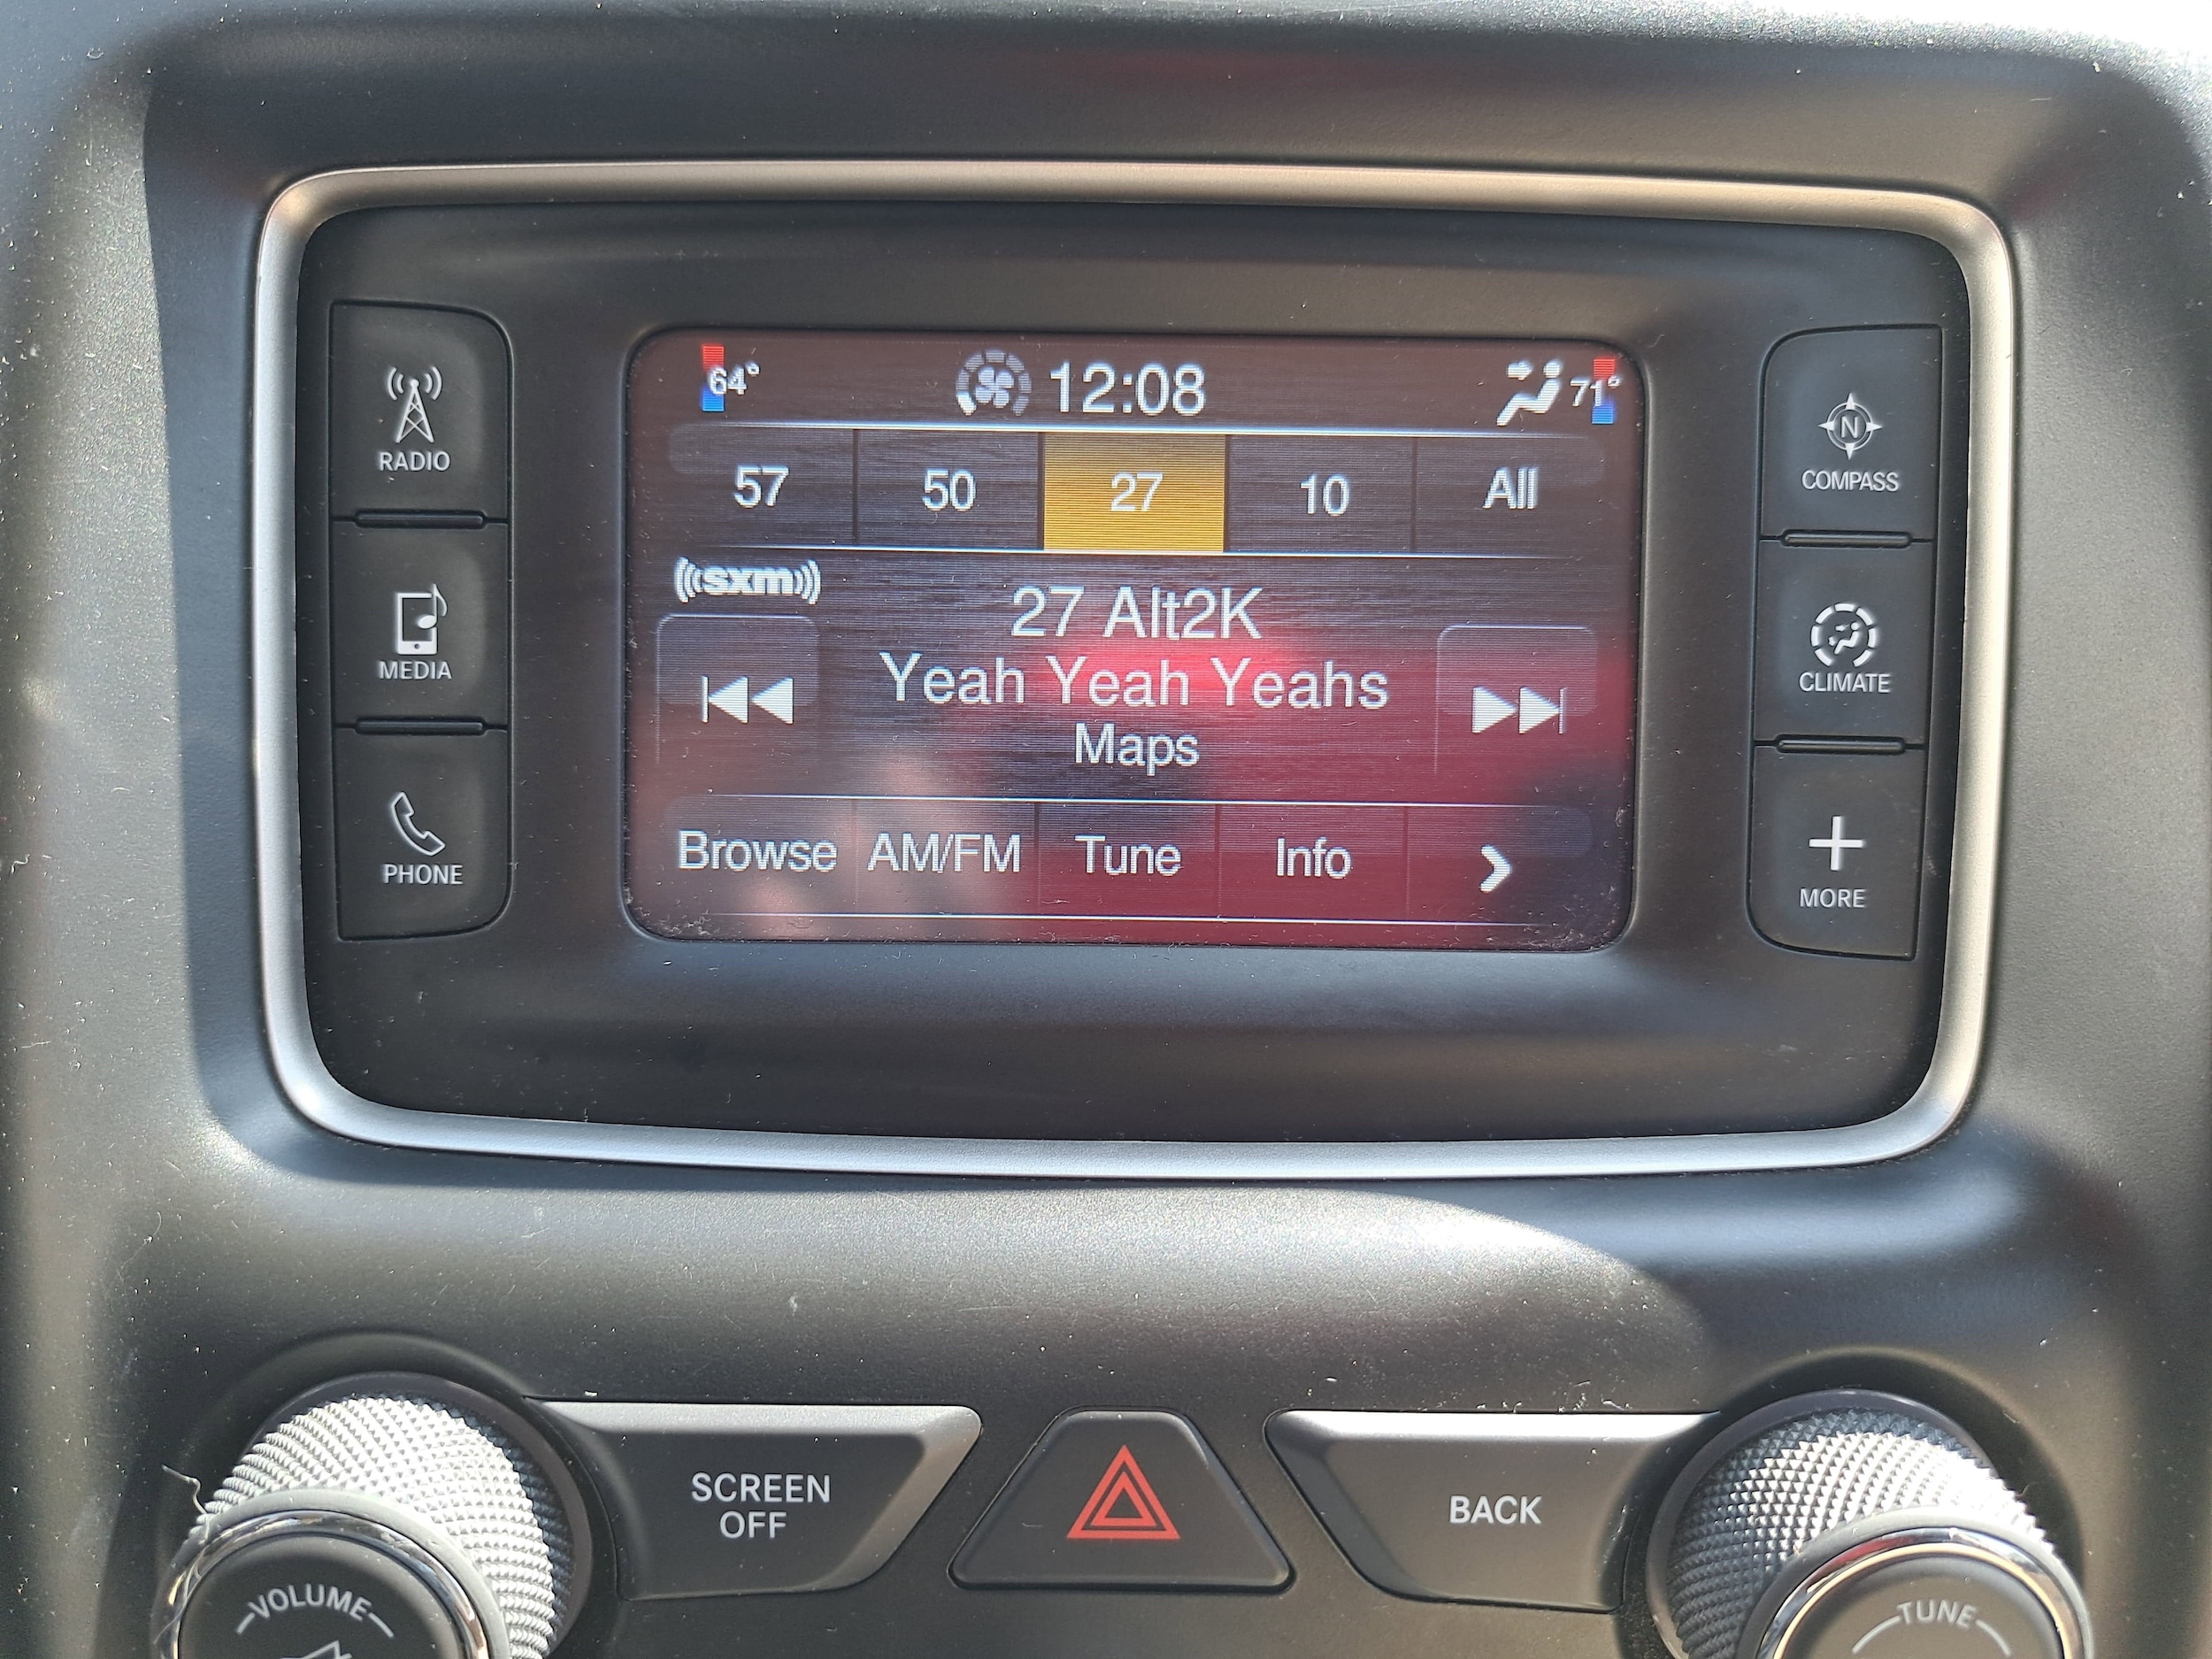 64° 12:08 71°
57 50 27 10 All
sxm
27 Alt2K
Yeah Yeah Yeahs
Maps
Browse AM/FM Tune Info
RADIO
MEDIA
PHONE
N
COMPASS
CLIMATE
MORE
SCREEN
OFF
BACK
VOLUME
TUNE